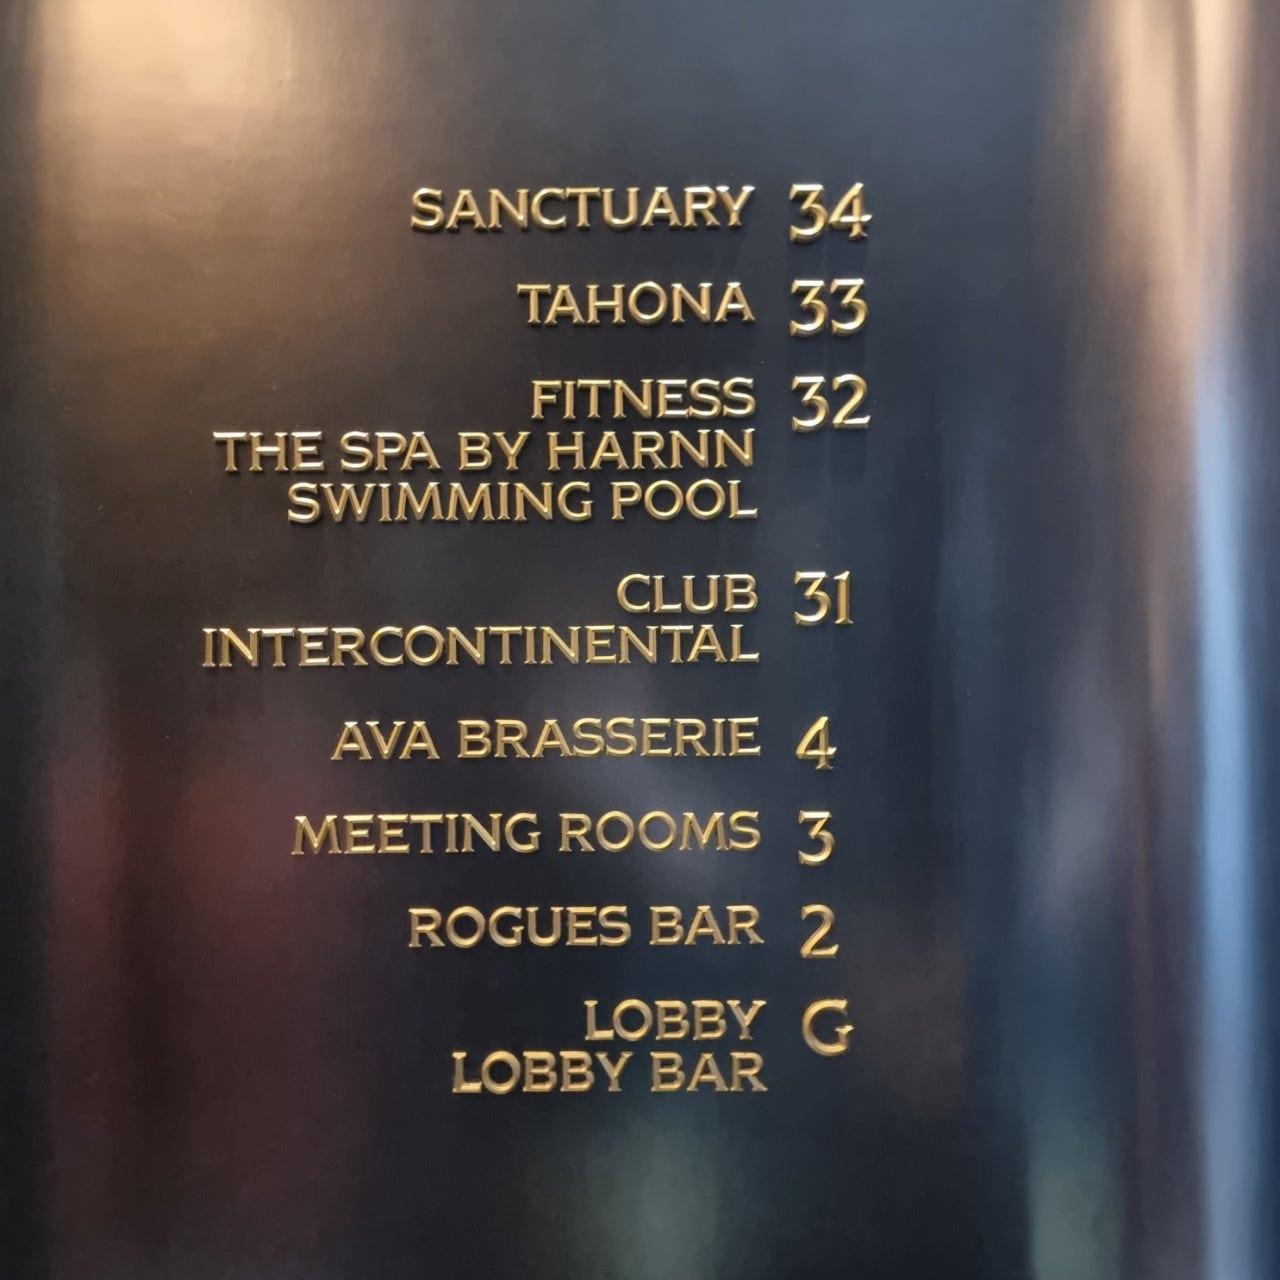 SANCTUARY 34
TAHONA 33
FITNESS 32
THE SPA BY HARNN
SWIMMING POOL
CLUB 31
INTERCONTINENTAL
AVA BRASSERIE 4
MEETING ROOMS 3
ROGUES BAR 2
LOBBY G
LOBBY BAR